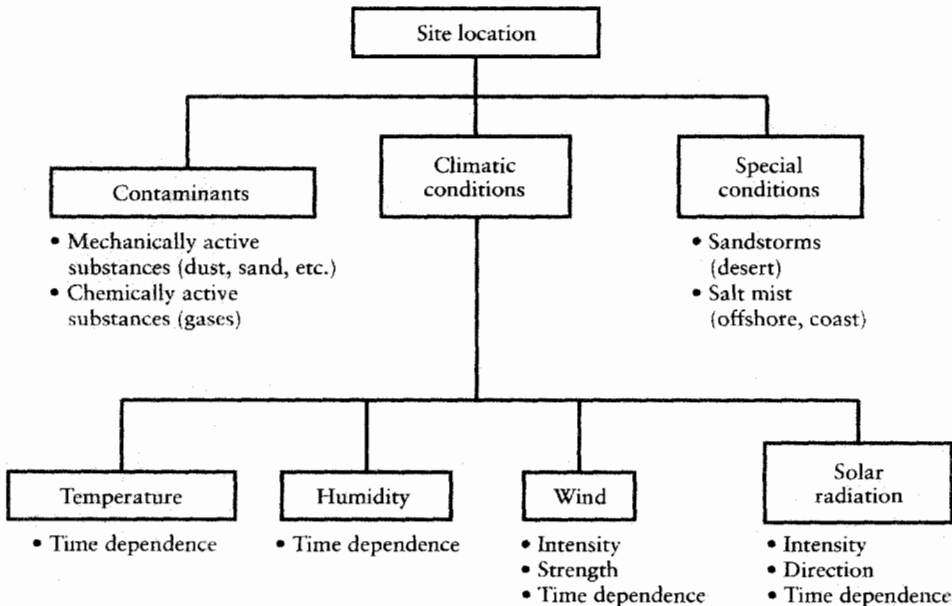 Site location
Contaminants
• Mechanically active
substances (dust, sand, etc.)
• Chemically active
substances (gases)
Climatic
conditions
Special
conditions
• Sandstorms
(desert)
• Salt mist
(offshore, coast)
Temperature
• Time dependence
Humidity
• Time dependence
Wind
• Intensity
• Strength
• Time dependence
Solar
radiation
• Intensity
• Direction
• Time dependence